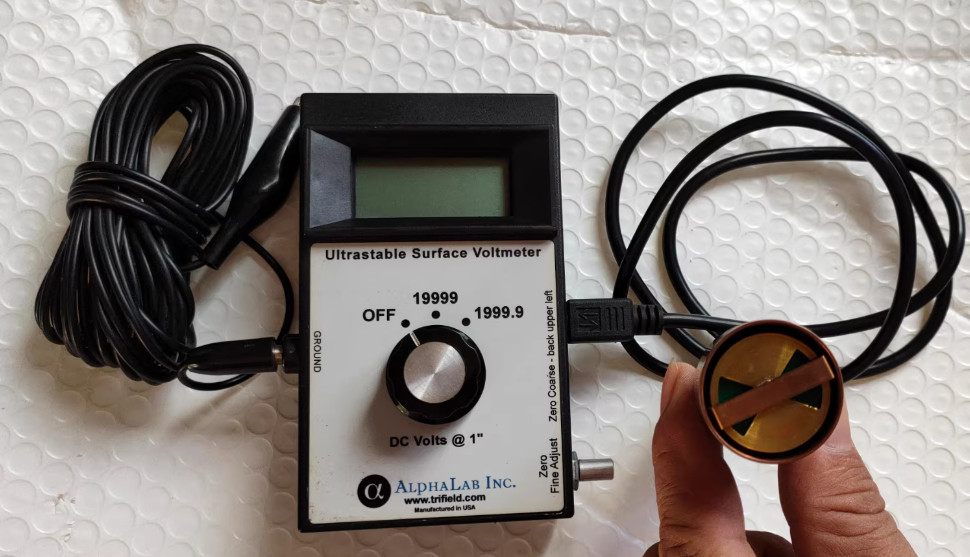 Ultrastable Surface Voltmeter
19999
OFF
1999.9
GROUND
Zero Coarse - back upper left
DC Volts @ 1"
Zero
Fine Adjust
α ALPHALAB INC.
www.trifield.com
Manufactured in USA